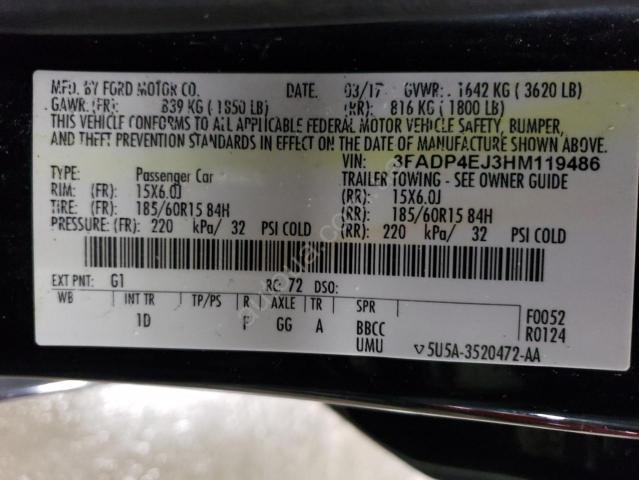 MFD. BY FORD MOTOR CO. DATE: 03/17 GVWR: 1642 KG ( 3620 LB)
GAWR: (FR): 839 KG ( 1850 LB) (RR): 816 KG ( 1800 LB)
THIS VEHICLE CONFORMS TO ALL APPLICABLE FEDERAL MOTOR VEHICLE SAFETY, BUMPER,
AND THEFT PREVENTION STANDARDS IN EFFECT ON THE DATE OF MANUFACTURE SHOWN ABOVE.
VIN: 3FADP4EJ3HM119486
TYPE: Passenger Car TRAILER TOWING - SEE OWNER GUIDE
RIM: (FR): 15X6.0J (RR): 15X6.0J
TIRE: (FR): 185/60R15 84H (RR): 185/60R15 84H
PRESSURE: (FR): 220 kPa/ 32 PSI COLD (RR): 220 kPa/ 32 PSI COLD
EXT PNT: G1 RC: 72 DSO:
WB INT TR TP/PS R AXLE TR SPR F0052
1D F GG A BBCC R0124
UMU ▽5U5A-3520472-AA